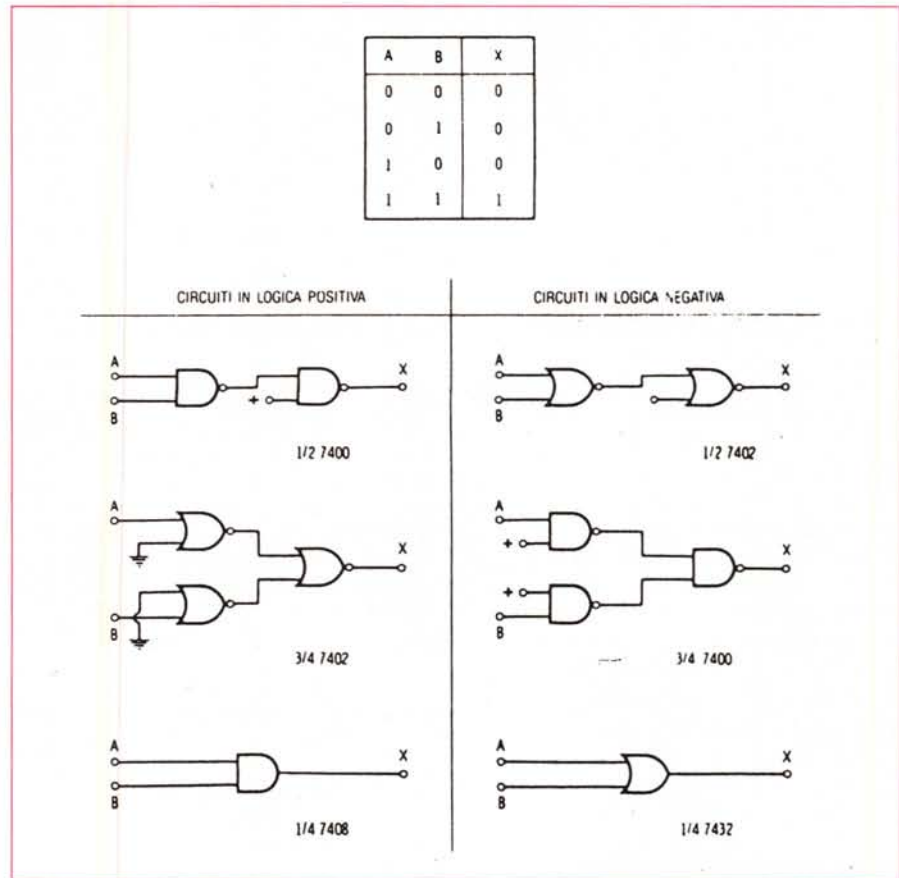 A B X
0 0 0
0 1 0
1 0 0
1 1 1
CIRCUITI IN LOGICA POSITIVA
A
B
+
X
1/2 7400
A
B
X
3/4 7402
A
B
X
1/4 7408
CIRCUITI IN LOGICA NEGATIVA
A
B
X
1/2 7402
A
+
+
B
X
3/4 7400
A
B
X
1/4 7432